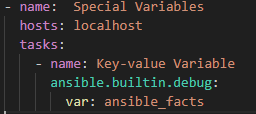 - name:  Special Variables
  hosts: localhost
  tasks:
    - name: Key-value Variable
      ansible.builtin.debug:
        var: ansible_facts